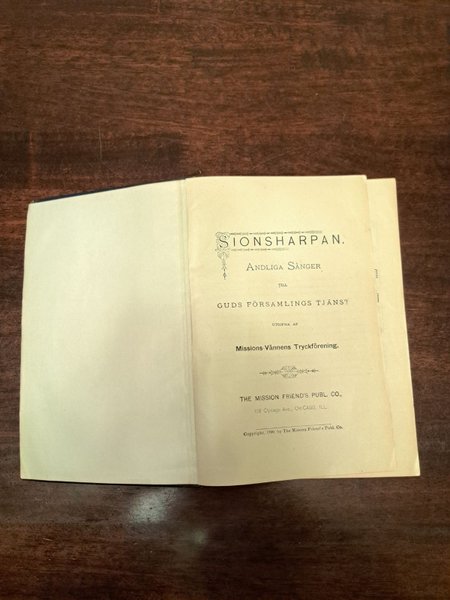 SIONSHARPAN.
ANDLIGA SÅNGER
TILL
GUDS FÖRSAMLINGS TJÄNST
UTGIFNA AF
Missions-Vännens Tryckförening.
THE MISSION FRIEND'S PUBL. CO.,
Ave., CHICAGO, ILL.
Copyright, by The Mission Friend's Publ. Co.